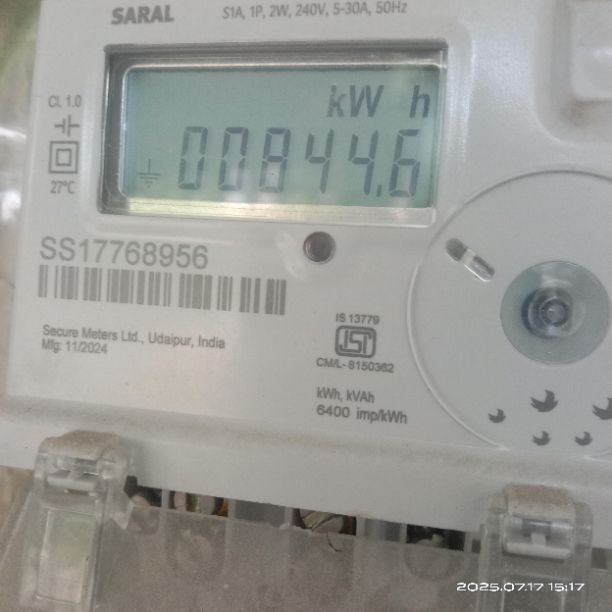 SARAL S1A, 1P, 2W, 240V, 5-30A, 50Hz
Cl. 1.0
kW h
00844.6
27°C
SS17768956
Secure Meters Ltd., Udaipur, India
Mfg: 11/2024
IS 13779
ISI
CM/L- 8150362
kWh, kVAh
6400 imp/kWh
2025.07.17 15:17